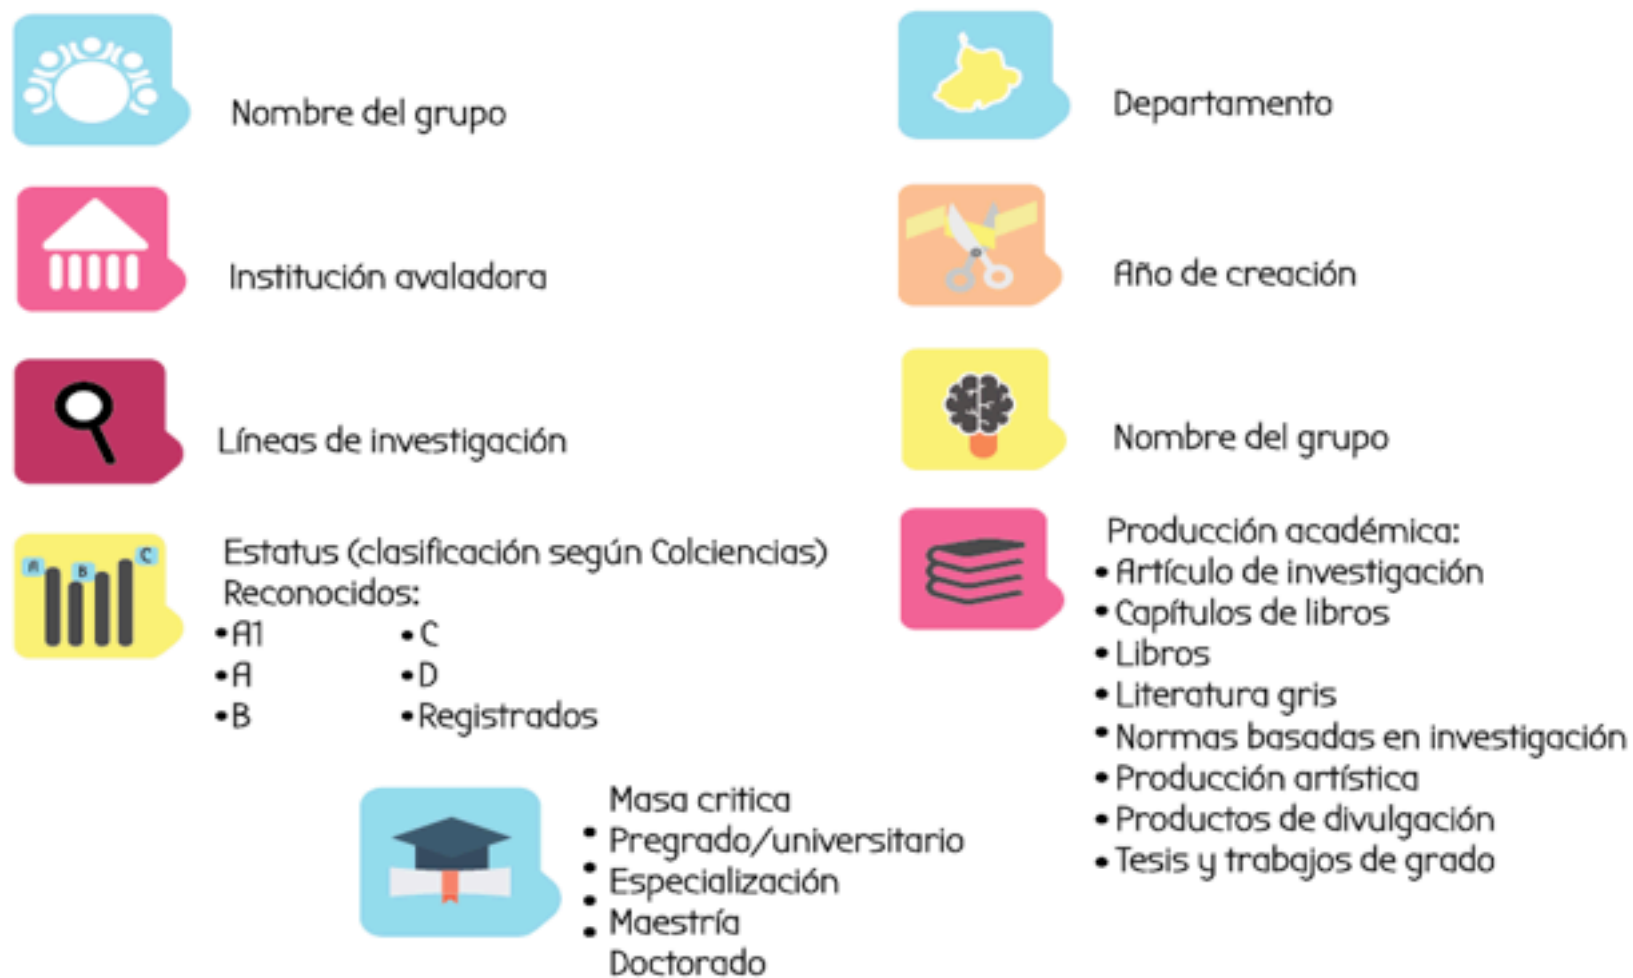 Nombre del grupo
Institución avaladora
Líneas de investigación
A B C
Estatus (clasificación según Colciencias)
Reconocidos:
•A1 •C
•A •D
•B •Registrados
Departamento
Año de creación
Nombre del grupo
Producción académica:
•Artículo de investigación
•Capítulos de libros
•Libros
•Literatura gris
•Normas basadas en investigación
•Producción artística
•Productos de divulgación
•Tesis y trabajos de grado
Masa critica
•Pregrado/universitario
•Especialización
•Maestría
•Doctorado